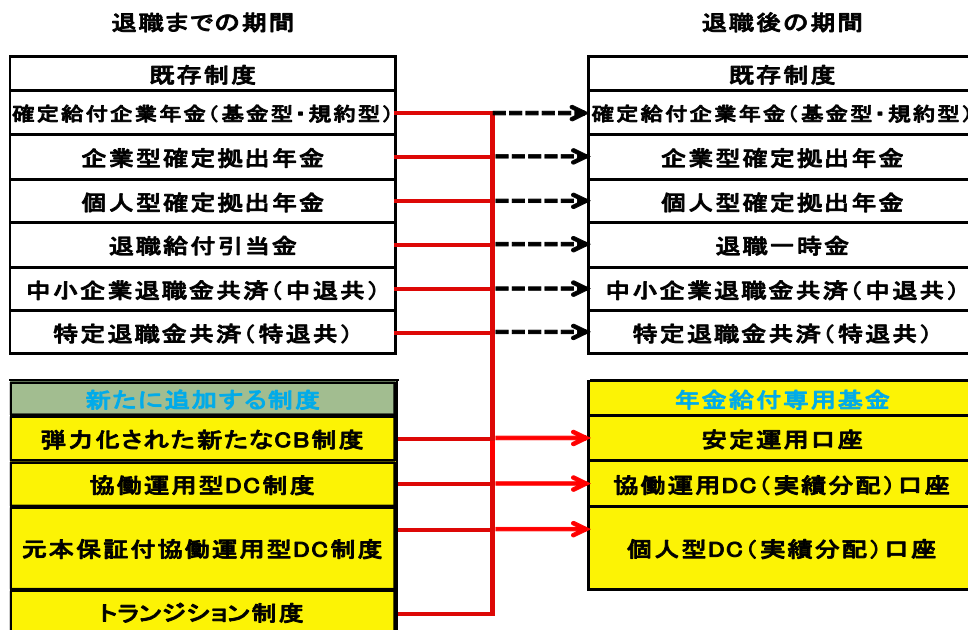 退職までの期間
既存制度
確定給付企業年金(基金型・規約型)
企業型確定拠出年金
個人型確定拠出年金
退職給付引当金
中小企業退職金共済(中退共)
特定退職金共済(特退共)
新たに追加する制度
弾力化された新たなCB制度
協働運用型DC制度
元本保証付協働運用型DC制度
トランジション制度
退職後の期間
既存制度
確定給付企業年金(基金型・規約型)
企業型確定拠出年金
個人型確定拠出年金
退職一時金
中小企業退職金共済(中退共)
特定退職金共済(特退共)
年金給付専用基金
安定運用口座
協働運用DC(実績分配)口座
個人型DC(実績分配)口座